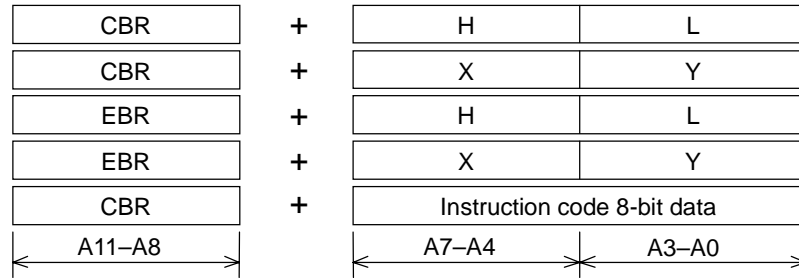 CBR + H L
CBR + X Y
EBR + H L
EBR + X Y
CBR + Instruction code 8-bit data
A11–A8 A7–A4 A3–A0